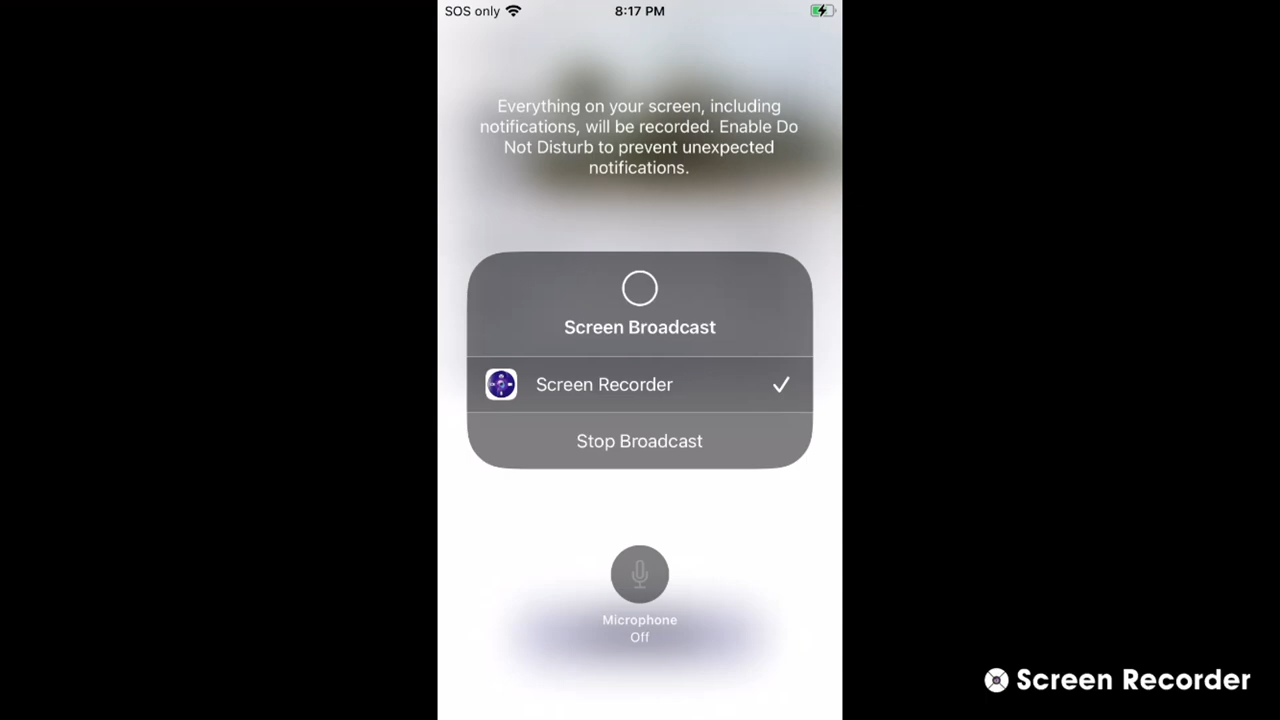 SOS only
8:17 PM
Everything on your screen, including
notifications, will be recorded. Enable Do
Not Disturb to prevent unexpected
notifications.
Screen Broadcast
Screen Recorder
Stop Broadcast
Microphone
Off
Screen Recorder